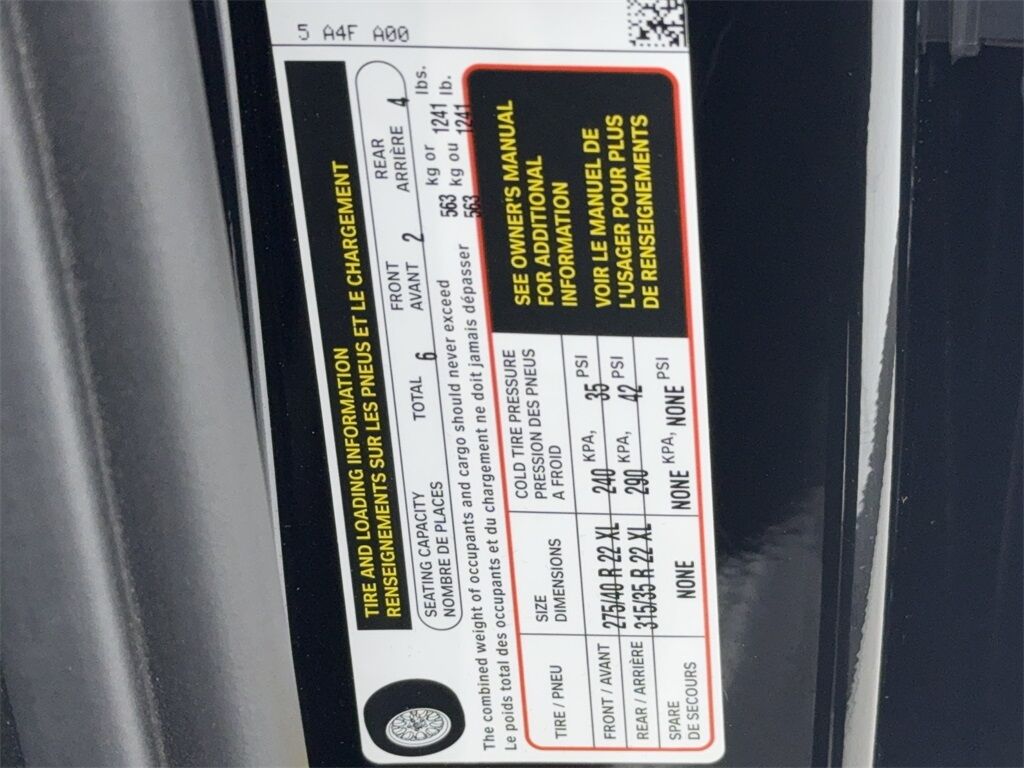 5 A4F A00
TIRE AND LOADING INFORMATION
RENSEIGNEMENTS SUR LES PNEUS ET LE CHARGEMENT
SEATING CAPACITY
NOMBRE DE PLACES
TOTAL 6
FRONT
AVANT 2
REAR
ARRIÈRE 4
The combined weight of occupants and cargo should never exceed 563 kg or 1241 lbs.
Le poids total des occupants et du chargement ne doit jamais dépasser 563 kg ou 1241 lb.
TIRE / PNEU
SIZE
DIMENSIONS
COLD TIRE PRESSURE
PRESSION DES PNEUS
A FROID
FRONT / AVANT 275/40 R 22 XL 240 KPA, 35 PSI
REAR / ARRIÈRE 315/35 R 22 XL 290 KPA, 42 PSI
SPARE
DE SECOURS
NONE NONE KPA, NONE PSI
SEE OWNER'S MANUAL
FOR ADDITIONAL
INFORMATION
VOIR LE MANUEL DE
L'USAGER POUR PLUS
DE RENSEIGNEMENTS